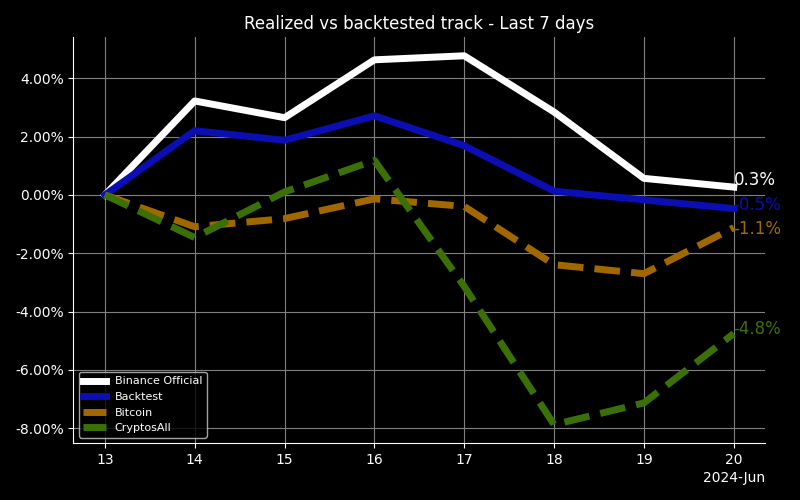 Realized vs backtested track - Last 7 days
4.00%
2.00%
0.00%
-2.00%
-4.00%
-6.00%
-8.00%
0.3%
-0.5%
-1.1%
-4.8%
Binance Official
Backtest
Bitcoin
CryptosAll
13 14 15 16 17 18 19 20
2024-Jun